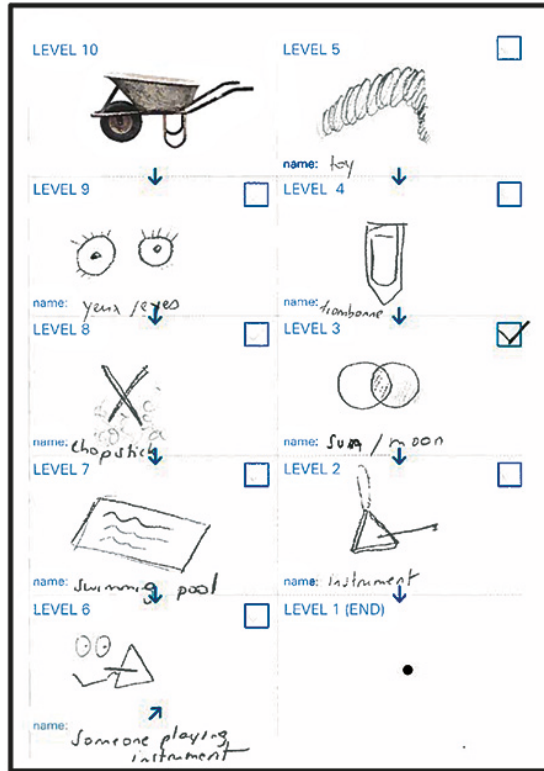 LEVEL 10
LEVEL 9
name: yeux / eyes
LEVEL 8
name: chopstick
LEVEL 7
name: swimming pool
LEVEL 6
name: Someone playing
instrument
LEVEL 5
name: toy
LEVEL 4
name: trombone
LEVEL 3
name: sun / moon
LEVEL 2
name: instrument
LEVEL 1 (END)